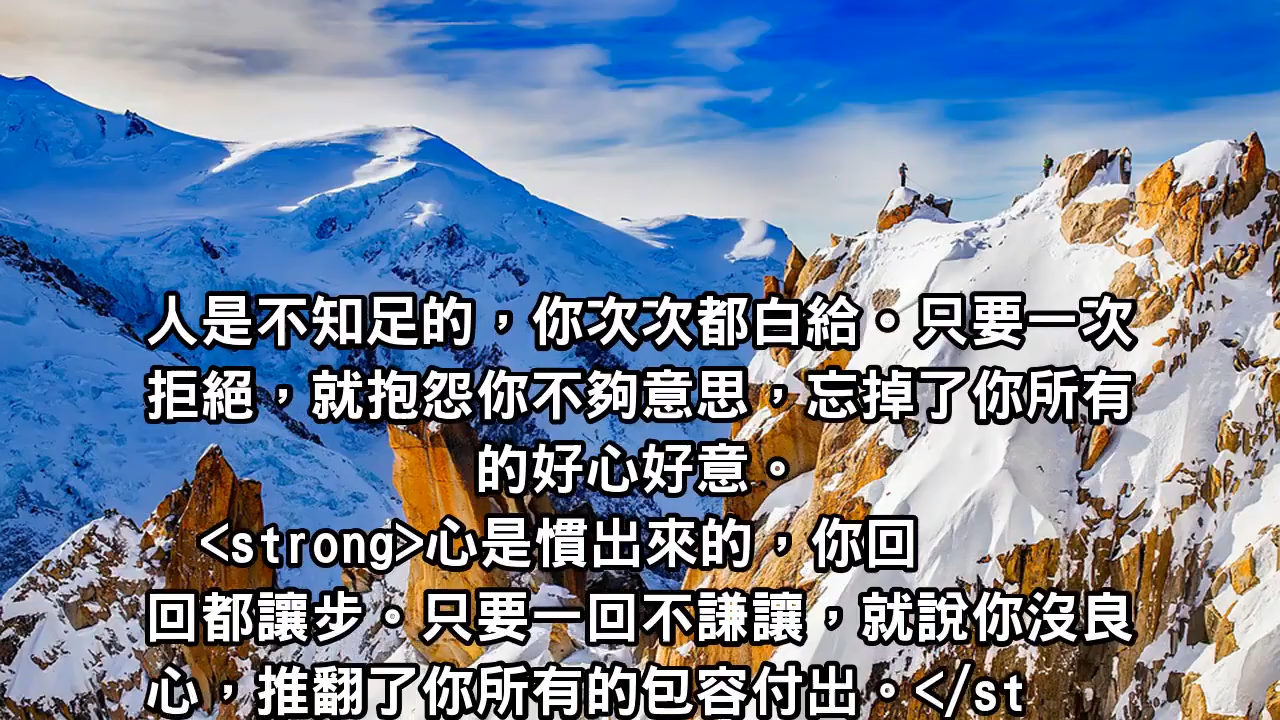 人是不知足的，你次次都白給。只要一次
拒絕，就抱怨你不夠意思，忘掉了你所有
的好心好意。
<strong>心是慣出來的，你回
回都讓步。只要一回不謙讓，就說你沒良
心，推翻了你所有的包容付出。</st